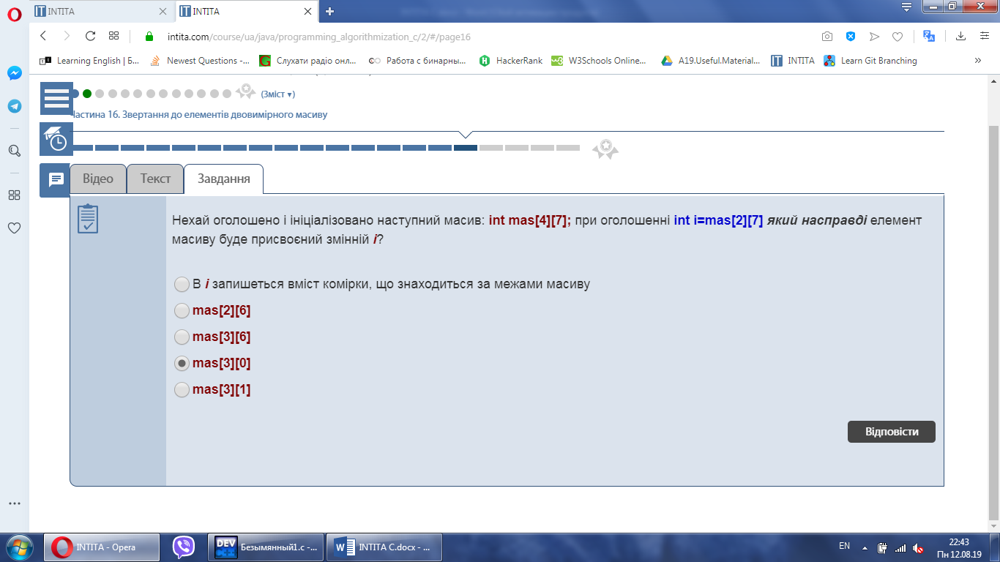 INTITA
INTITA
intita.com/course/ua/java/programming_algorithmization_c/2/#/page16
Learning English | Б...
Newest Questions -...
Слухати радіо онл...
Работа с бинарны...
HackerRank
W3Schools Online...
A19.Useful.Material...
INTITA
Learn Git Branching
»
(Зміст ▾)
Частина 16. Звертання до елементів двовимірного масиву
Відео
Текст
Завдання
Нехай оголошено і ініціалізовано наступний масив: int mas[4][7]; при оголошенні int i=mas[2][7] який насправді елемент
масиву буде присвоєний змінній i?
В i запишеться вміст комірки, що знаходиться за межами масиву
mas[2][6]
mas[3][6]
mas[3][0]
mas[3][1]
Відповісти
INTITA - Opera
Безымянный1.c -...
INTITA C.docx - ...
EN
22:43
Пн 12.08.19